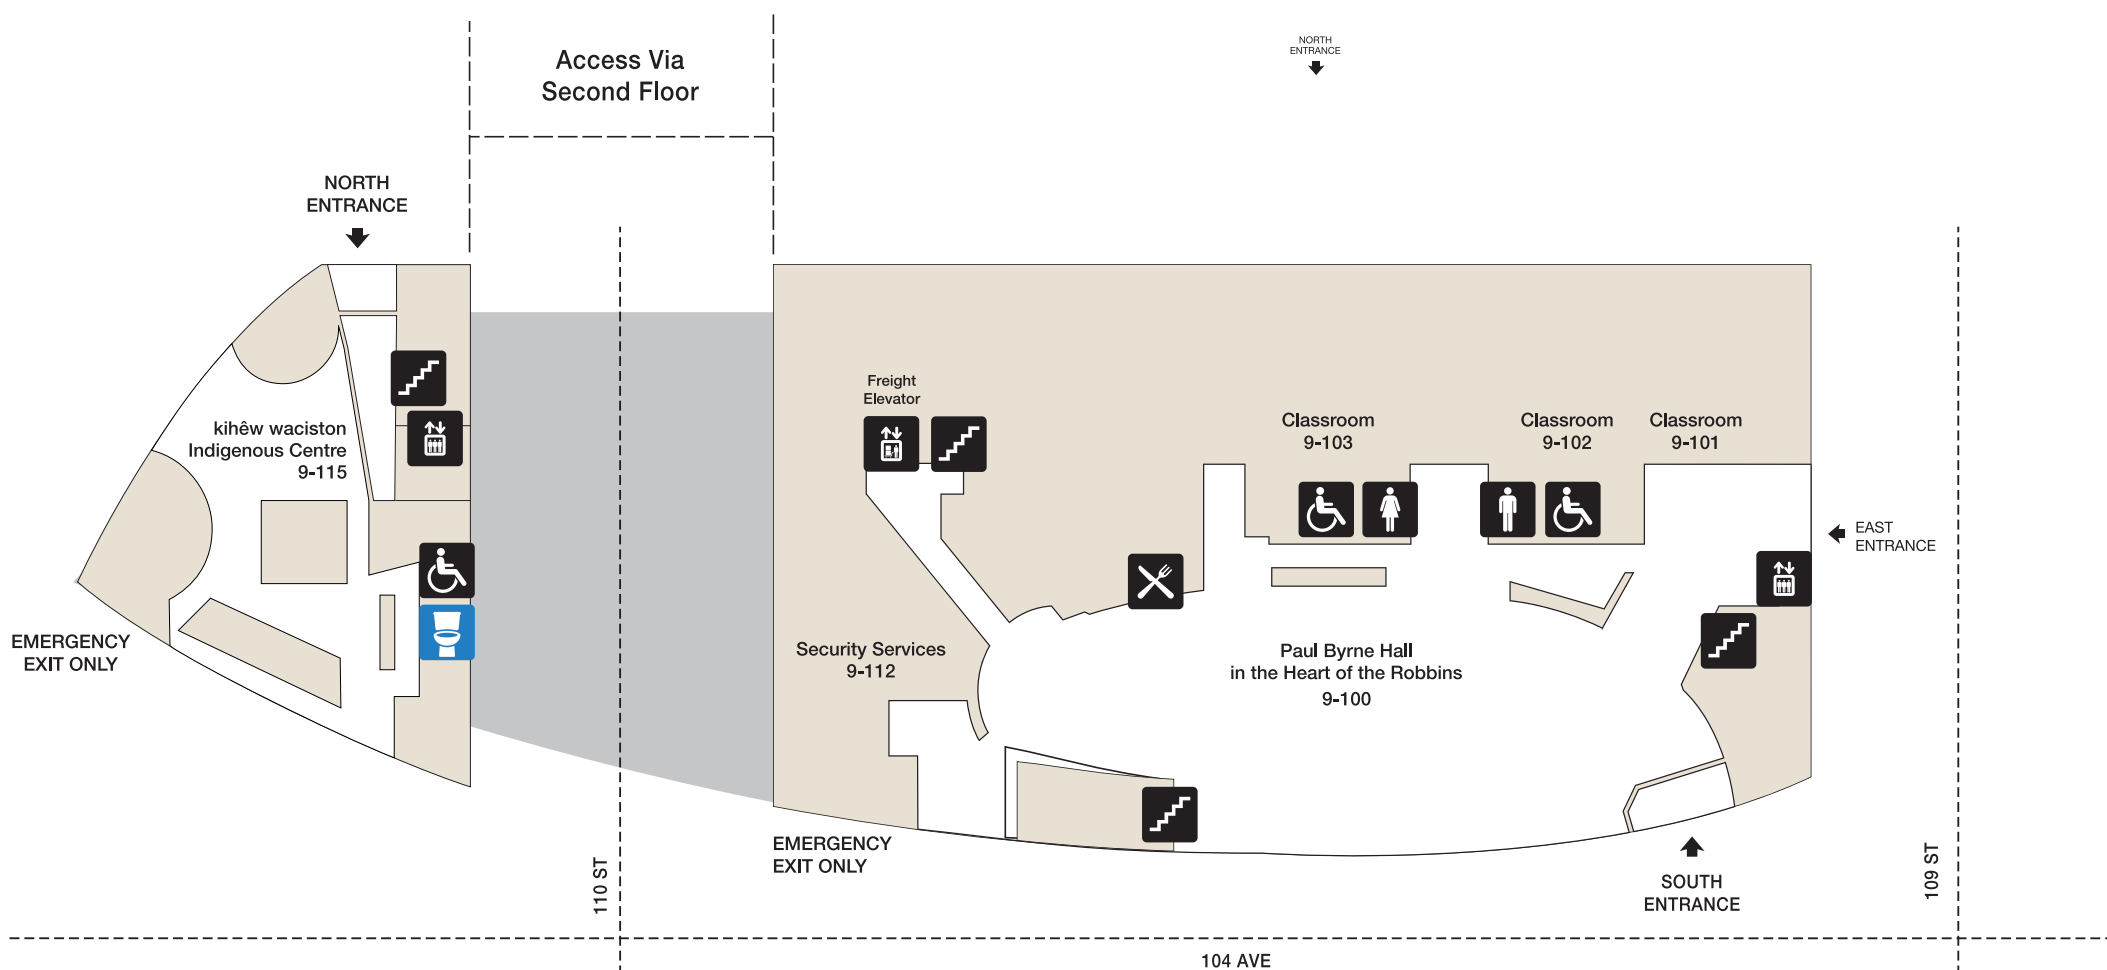 Access Via
Second Floor
NORTH
ENTRANCE
NORTH
ENTRANCE
Freight
Elevator
Classroom
9-103
Classroom
9-102
Classroom
9-101
kihêw waciston
Indigenous Centre
9-115
EAST
ENTRANCE
EMERGENCY
EXIT ONLY
Security Services
9-112
Paul Byrne Hall
in the Heart of the Robbins
9-100
EMERGENCY
EXIT ONLY
SOUTH
ENTRANCE
110 ST
109 ST
104 AVE